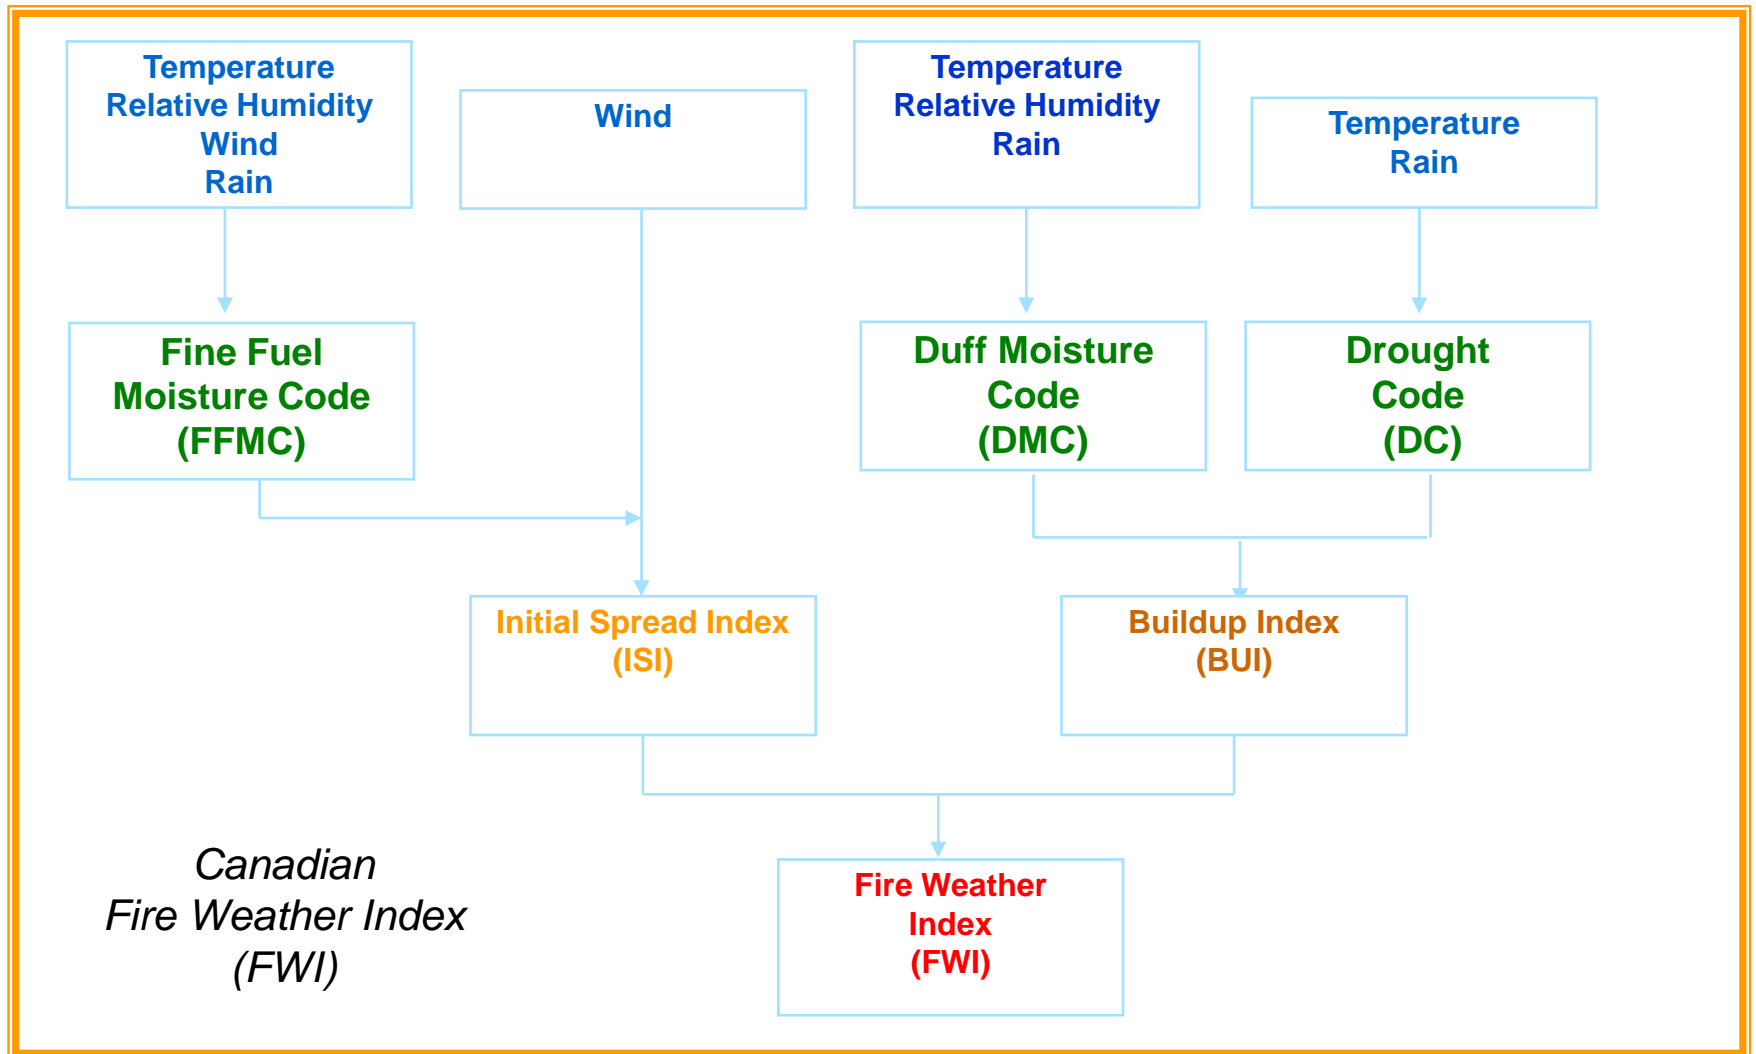 Temperature
Relative Humidity
Wind
Rain
Wind
Temperature
Relative Humidity
Rain
Temperature
Rain
Fine Fuel
Moisture Code
(FFMC)
Duff Moisture
Code
(DMC)
Drought
Code
(DC)
Initial Spread Index
(ISI)
Buildup Index
(BUI)
Canadian
Fire Weather Index
(FWI)
Fire Weather
Index
(FWI)